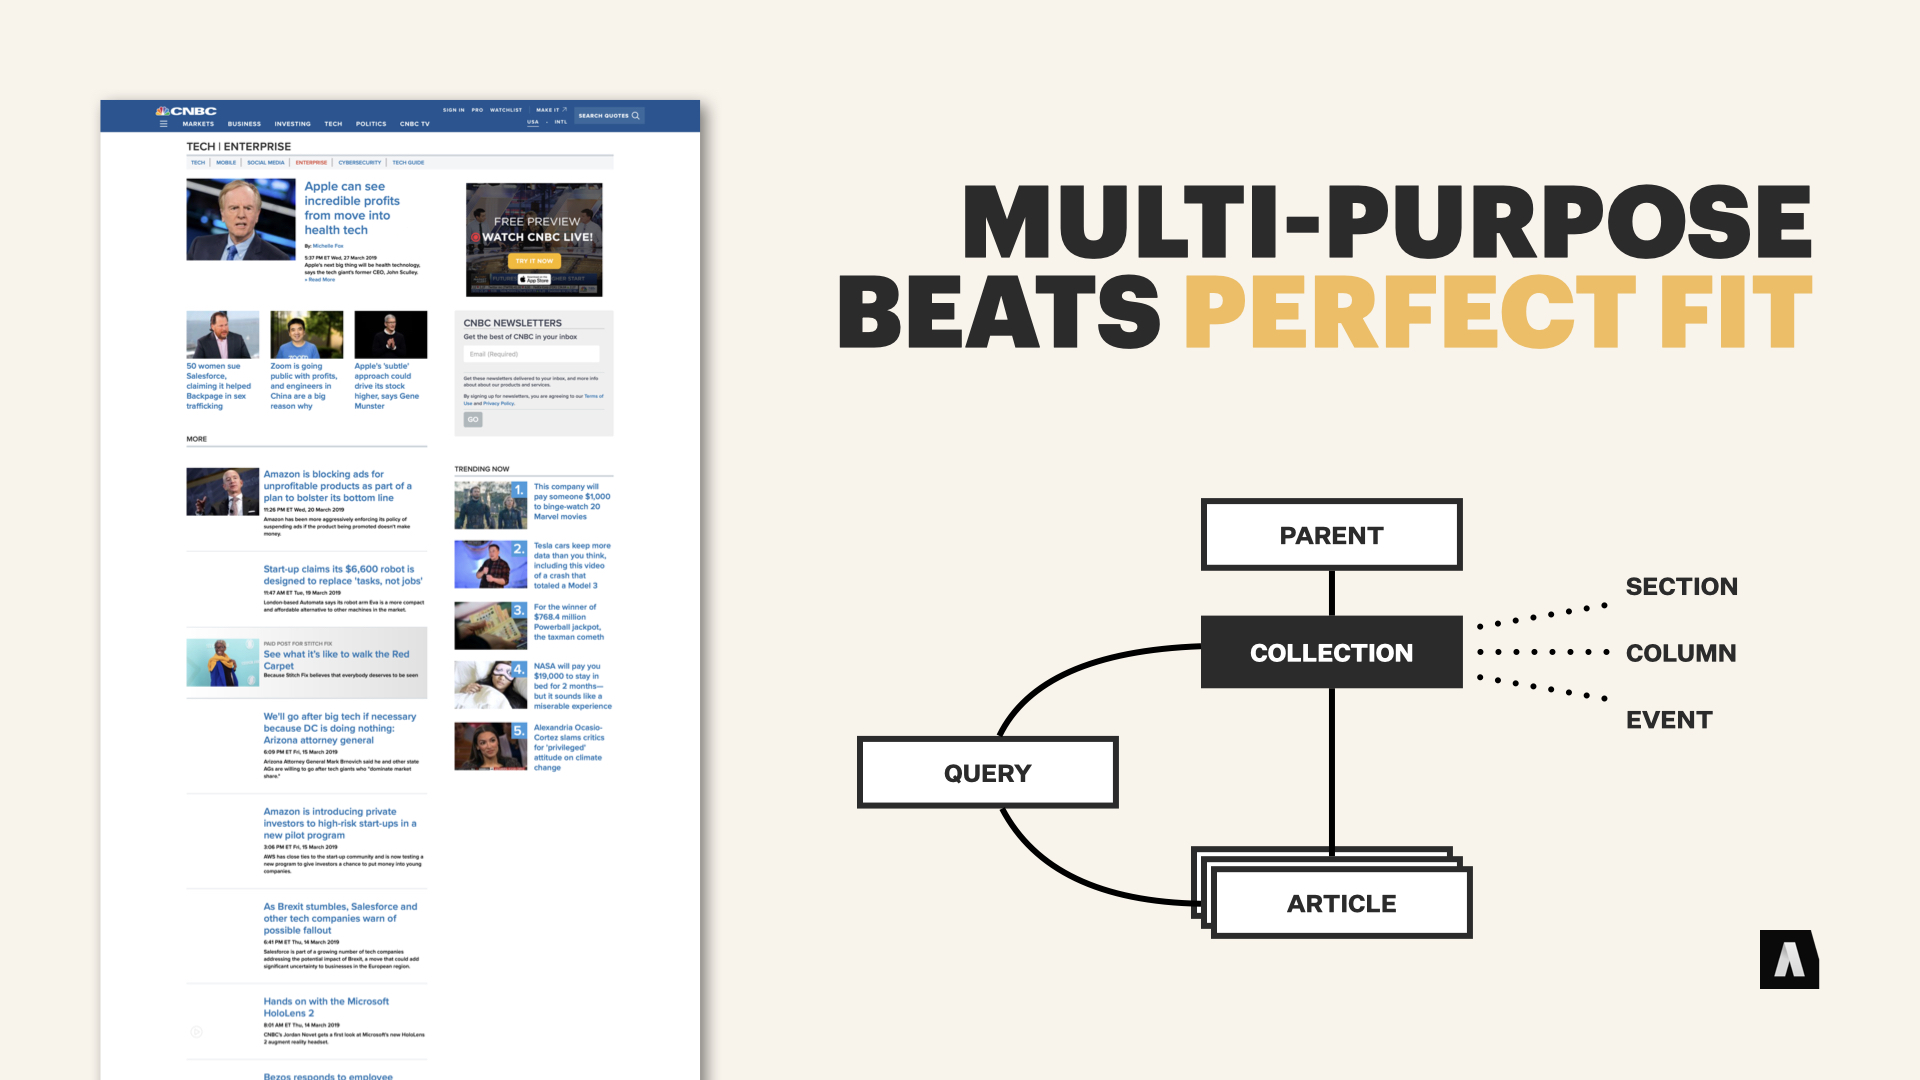 CNBC
SIGN IN PRO WATCHLIST MAKE IT
USA • INTL
SEARCH QUOTES
MARKETS BUSINESS INVESTING TECH POLITICS CNBC TV
TECH | ENTERPRISE
TECH | MOBILE | SOCIAL MEDIA | ENTERPRISE | CYBERSECURITY | TECH GUIDE
Apple can see
incredible profits
from move into
health tech
By: Michelle Fox
5:37 PM ET Wed, 27 March 2019
Apple's next big thing will be health technology,
says the tech giant's former CEO, John Sculley.
» Read More
FREE PREVIEW
WATCH CNBC LIVE!
TRY IT NOW
App Store
50 women sue
Salesforce,
claiming it helped
Backpage in sex
trafficking
zoom
Zoom is going
public with profits,
and engineers in
China are a big
reason why
Apple's 'subtle'
approach could
drive its stock
higher, says Gene
Munster
CNBC NEWSLETTERS
Get the best of CNBC in your inbox
Email (Required)
Get these newsletters delivered to your inbox, and more info
about about our products and services.
By signing up for newsletters, you are agreeing to our Terms of
Use and Privacy Policy.
GO
MORE
Amazon is blocking ads for
unprofitable products as part of a
plan to bolster its bottom line
11:26 PM ET Wed, 20 March 2019
Amazon has been more aggressively enforcing its policy of
suspending ads if the product being promoted doesn't make
money.
Start-up claims its $6,600 robot is
designed to replace 'tasks, not jobs'
11:47 AM ET Tue, 19 March 2019
London-based Automata says its robot arm Eva is a more compact
and affordable alternative to other machines in the market.
PAID POST FOR STITCH FIX
See what it's like to walk the Red
Carpet
Because Stitch Fix believes that everybody deserves to be seen
We'll go after big tech if necessary
because DC is doing nothing:
Arizona attorney general
6:09 PM ET Fri, 15 March 2019
Arizona Attorney General Mark Brnovich said he and other state
AGs are willing to go after tech giants who "dominate market
share."
Amazon is introducing private
investors to high-risk start-ups in a
new pilot program
3:06 PM ET Fri, 15 March 2019
AWS has close ties to the start-up community and is now testing a
new program to give investors a chance to put money into young
companies.
As Brexit stumbles, Salesforce and
other tech companies warn of
possible fallout
6:41 PM ET Thu, 14 March 2019
Salesforce is part of a growing number of tech companies
addressing the potential impact of Brexit, a move that could add
significant uncertainty to businesses in the European region.
Hands on with the Microsoft
HoloLens 2
8:01 AM ET Thu, 14 March 2019
CNBC's Jordan Novet gets a first look at Microsoft's new HoloLens
2 augment reality headset.
Bezos responds to employee
TRENDING NOW
1.
This company will
pay someone $1,000
to binge-watch 20
Marvel movies
2.
Tesla cars keep more
data than you think,
including this video
of a crash that
totaled a Model 3
3.
For the winner of
$768.4 million
Powerball jackpot,
the taxman cometh
4.
NASA will pay you
$19,000 to stay in
bed for 2 months—
but it sounds like a
miserable experience
5.
Alexandria Ocasio-
Cortez slams critics
for 'privileged'
attitude on climate
change
MULTI-PURPOSE
BEATS PERFECT FIT
PARENT
COLLECTION
SECTION
COLUMN
EVENT
QUERY
ARTICLE